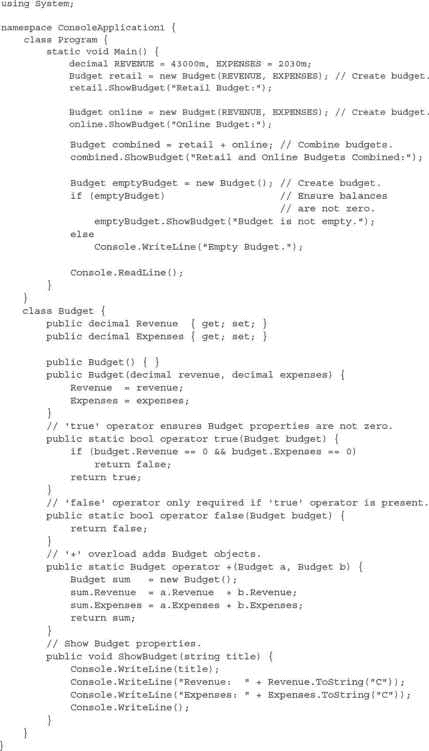 using System;

namespace ConsoleApplication1 {
    class Program {
        static void Main() {
            decimal REVENUE = 43000m, EXPENSES = 2030m;
            Budget retail = new Budget(REVENUE, EXPENSES); // Create budget.
            retail.ShowBudget("Retail Budget:");

            Budget online = new Budget(REVENUE, EXPENSES); // Create budget.
            online.ShowBudget("Online Budget:");

            Budget combined = retail + online; // Combine budgets.
            combined.ShowBudget("Retail and Online Budgets Combined:");

            Budget emptyBudget = new Budget(); // Create budget.
            if (emptyBudget)                   // Ensure balances
                                               // are not zero.
                emptyBudget.ShowBudget("Budget is not empty.");
            else
                Console.WriteLine("Empty Budget.");

            Console.ReadLine();
        }
    }
    class Budget {
        public decimal Revenue  { get; set; }
        public decimal Expenses { get; set; }

        public Budget() { }
        public Budget(decimal revenue, decimal expenses) {
            Revenue  = revenue;
            Expenses = expenses;
        }
        // 'true' operator ensures Budget properties are not zero.
        public static bool operator true(Budget budget) {
            if (budget.Revenue == 0 && budget.Expenses == 0)
                return false;
            return true;
        }
        // 'false' operator only required if 'true' operator is present.
        public static bool operator false(Budget budget) {
            return false;
        }
        // '+' overload adds Budget objects.
        public static Budget operator +(Budget a, Budget b) {
            Budget sum   = new Budget();
            sum.Revenue  = a.Revenue  + b.Revenue;
            sum.Expenses = a.Expenses + b.Expenses;
            return sum;
        }
        // Show Budget properties.
        public void ShowBudget(string title) {
            Console.WriteLine(title);
            Console.WriteLine("Revenue:  " + Revenue.ToString("C"));
            Console.WriteLine("Expenses: " + Expenses.ToString("C"));
            Console.WriteLine();
        }
    }
}